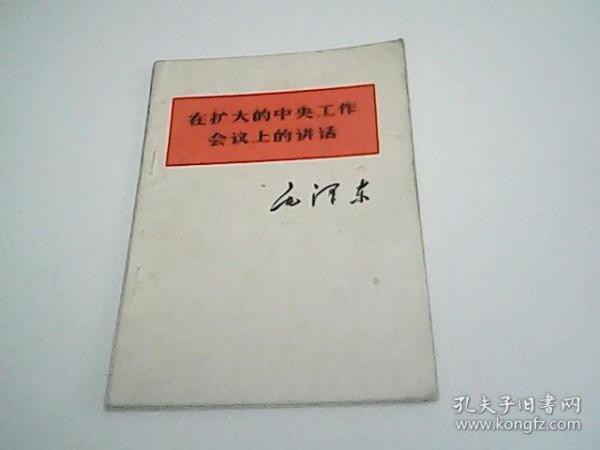 在扩大的中央工作
会议上的讲话
毛泽东
孔夫子旧书网
www.kongfz.com